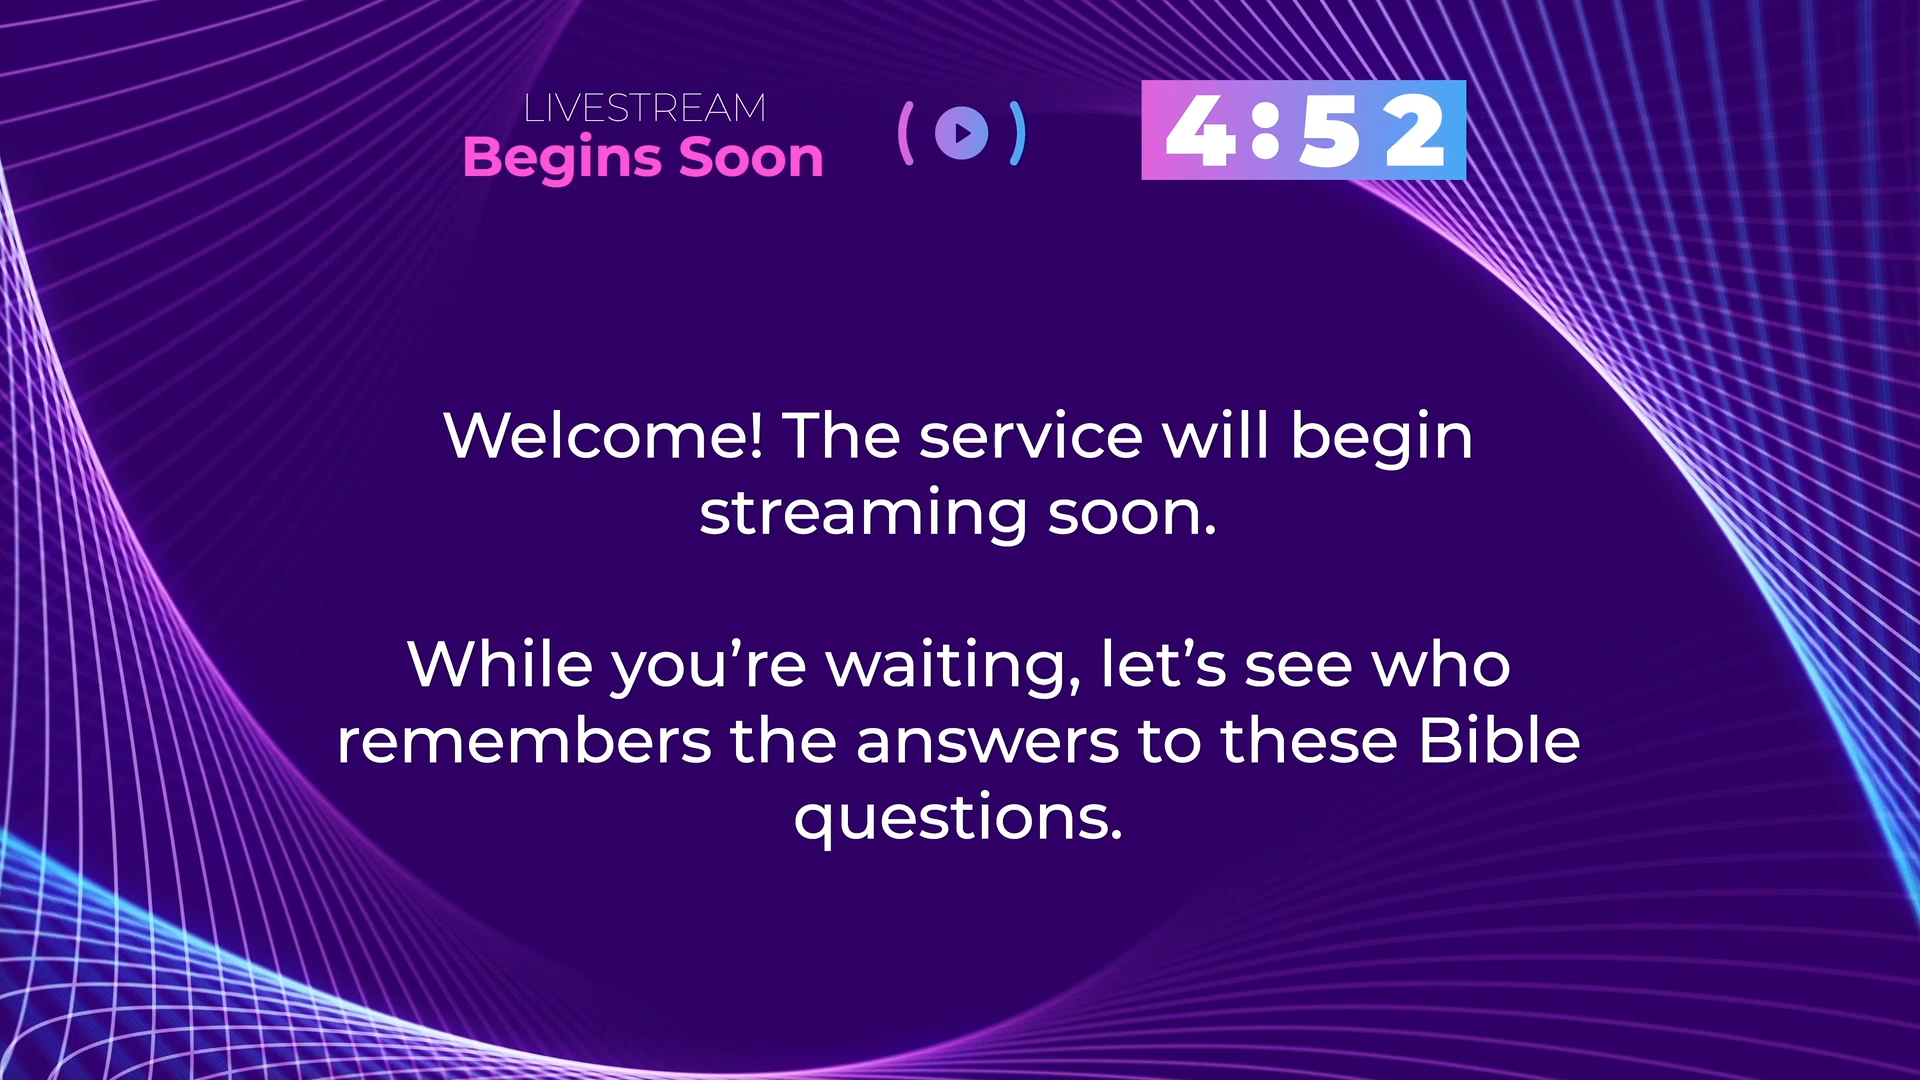 LIVESTREAM
Begins Soon
4:52
Welcome! The service will begin
streaming soon.
While you’re waiting, let’s see who
remembers the answers to these Bible
questions.